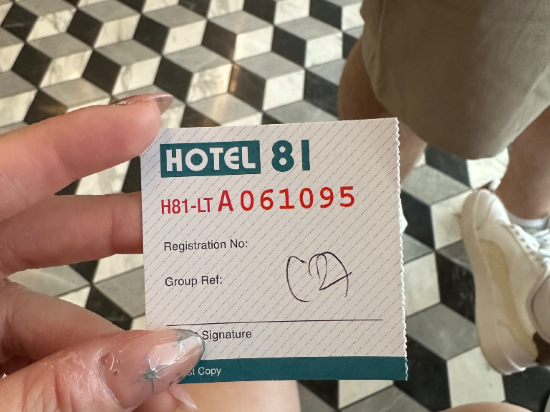 HOTEL 81
H81-LT A 061095
Registration No:
Group Ref:
Signature
Copy